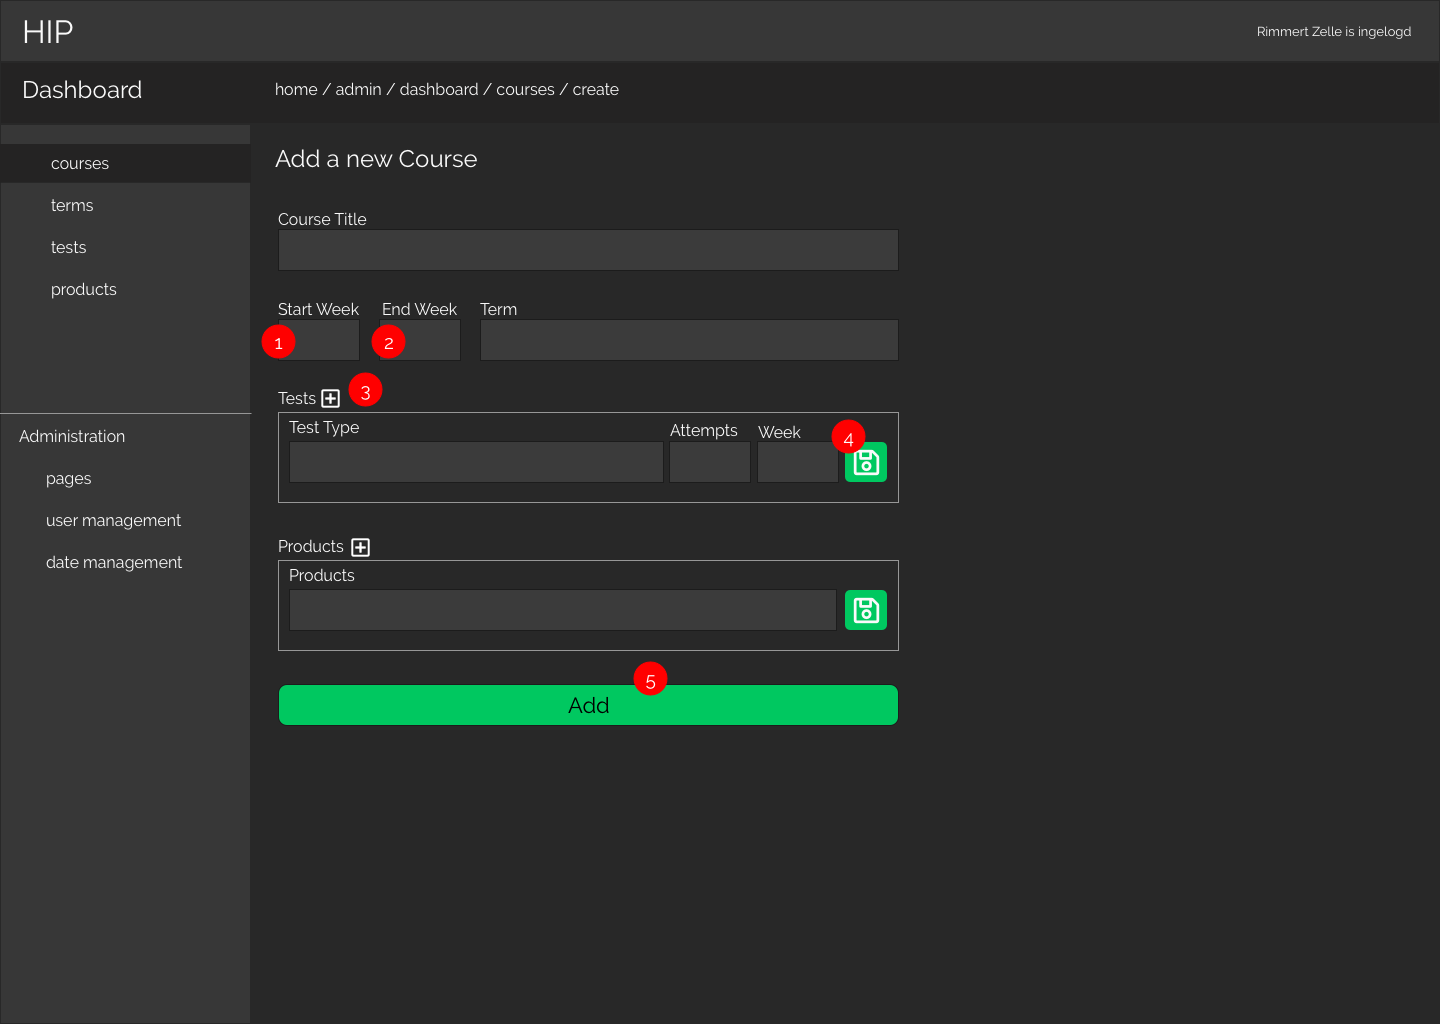 HIP
Rimmert Zelle is ingelogd
Dashboard
home / admin / dashboard / courses / create
courses
terms
tests
products
Administration
pages
user management
date management
Add a new Course
Course Title
Start Week
End Week
Term
1
2
Tests
3
Test Type
Attempts
Week
4
Products
Products
5
Add